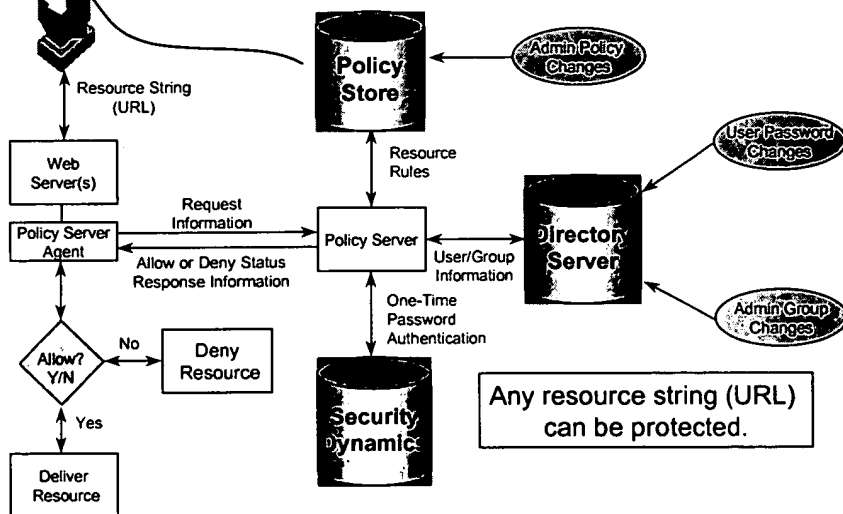 Resource String
(URL)
Web
Server(s)
Policy Server
Agent
Request
Information
Allow or Deny Status
Response Information
Allow?
Y/N
No
Deny
Resource
Yes
Deliver
Resource
Policy
Store
Resource
Rules
Policy Server
One-Time
Password
Authentication
Security
Dynamics
User/Group
Information
Directory
Server
Admin Policy
Changes
User Password
Changes
Admin Group
Changes
Any resource string (URL)
can be protected.